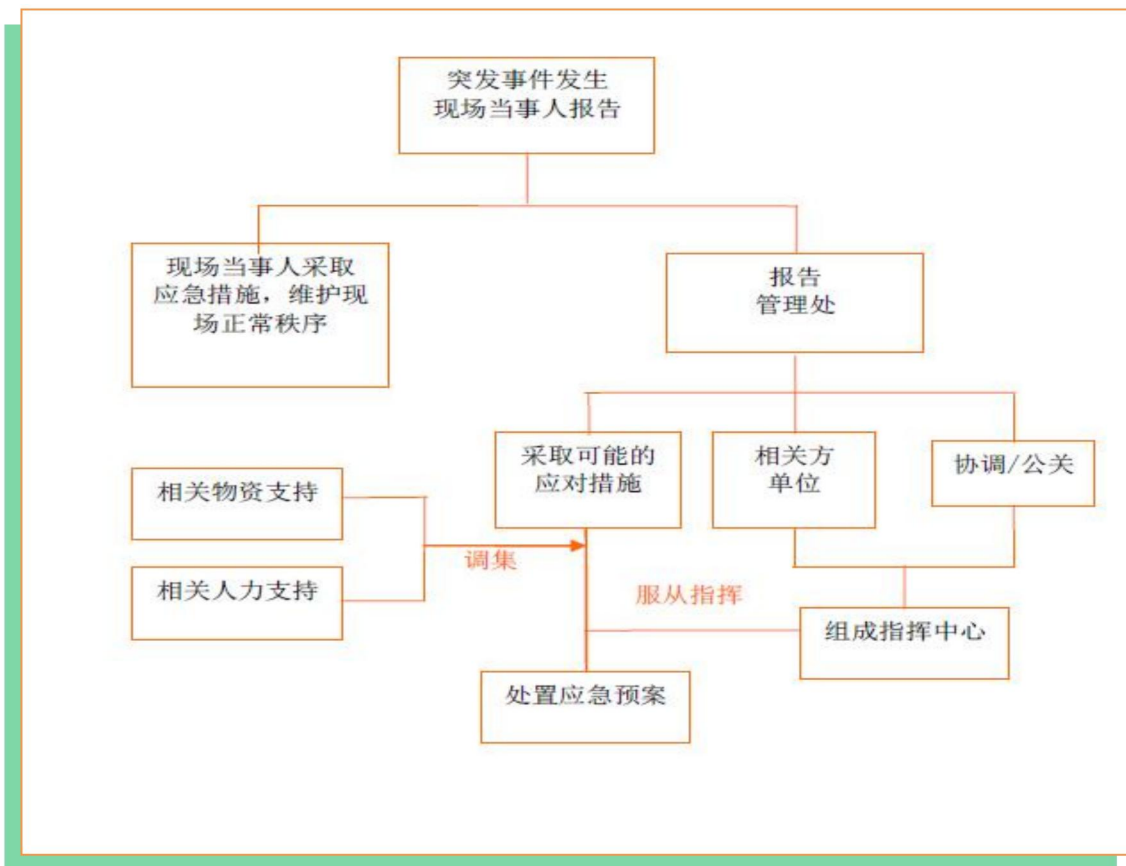 突发事件发生
现场当事人报告
现场当事人采取
应急措施，维护现
场正常秩序
报告
管理处
采取可能的
应对措施
相关方
单位
协调/公关
相关物资支持
调集
相关人力支持
服从指挥
组成指挥中心
处置应急预案